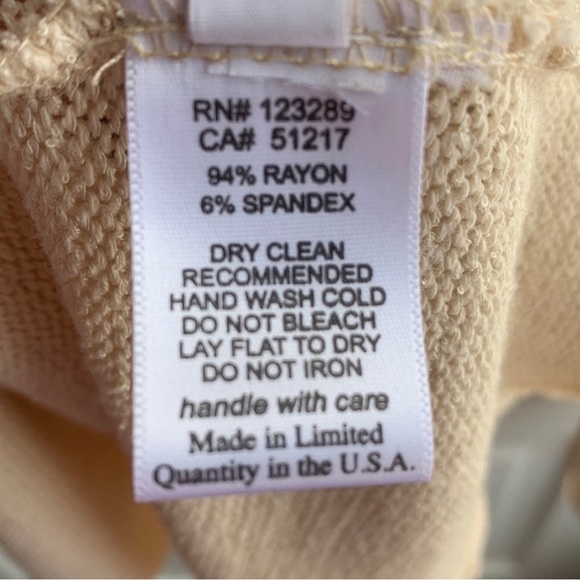 RN# 123289
CA# 51217
94% RAYON
6% SPANDEX
DRY CLEAN
RECOMMENDED
HAND WASH COLD
DO NOT BLEACH
LAY FLAT TO DRY
DO NOT IRON
handle with care
Made in Limited
Quantity in the U.S.A.